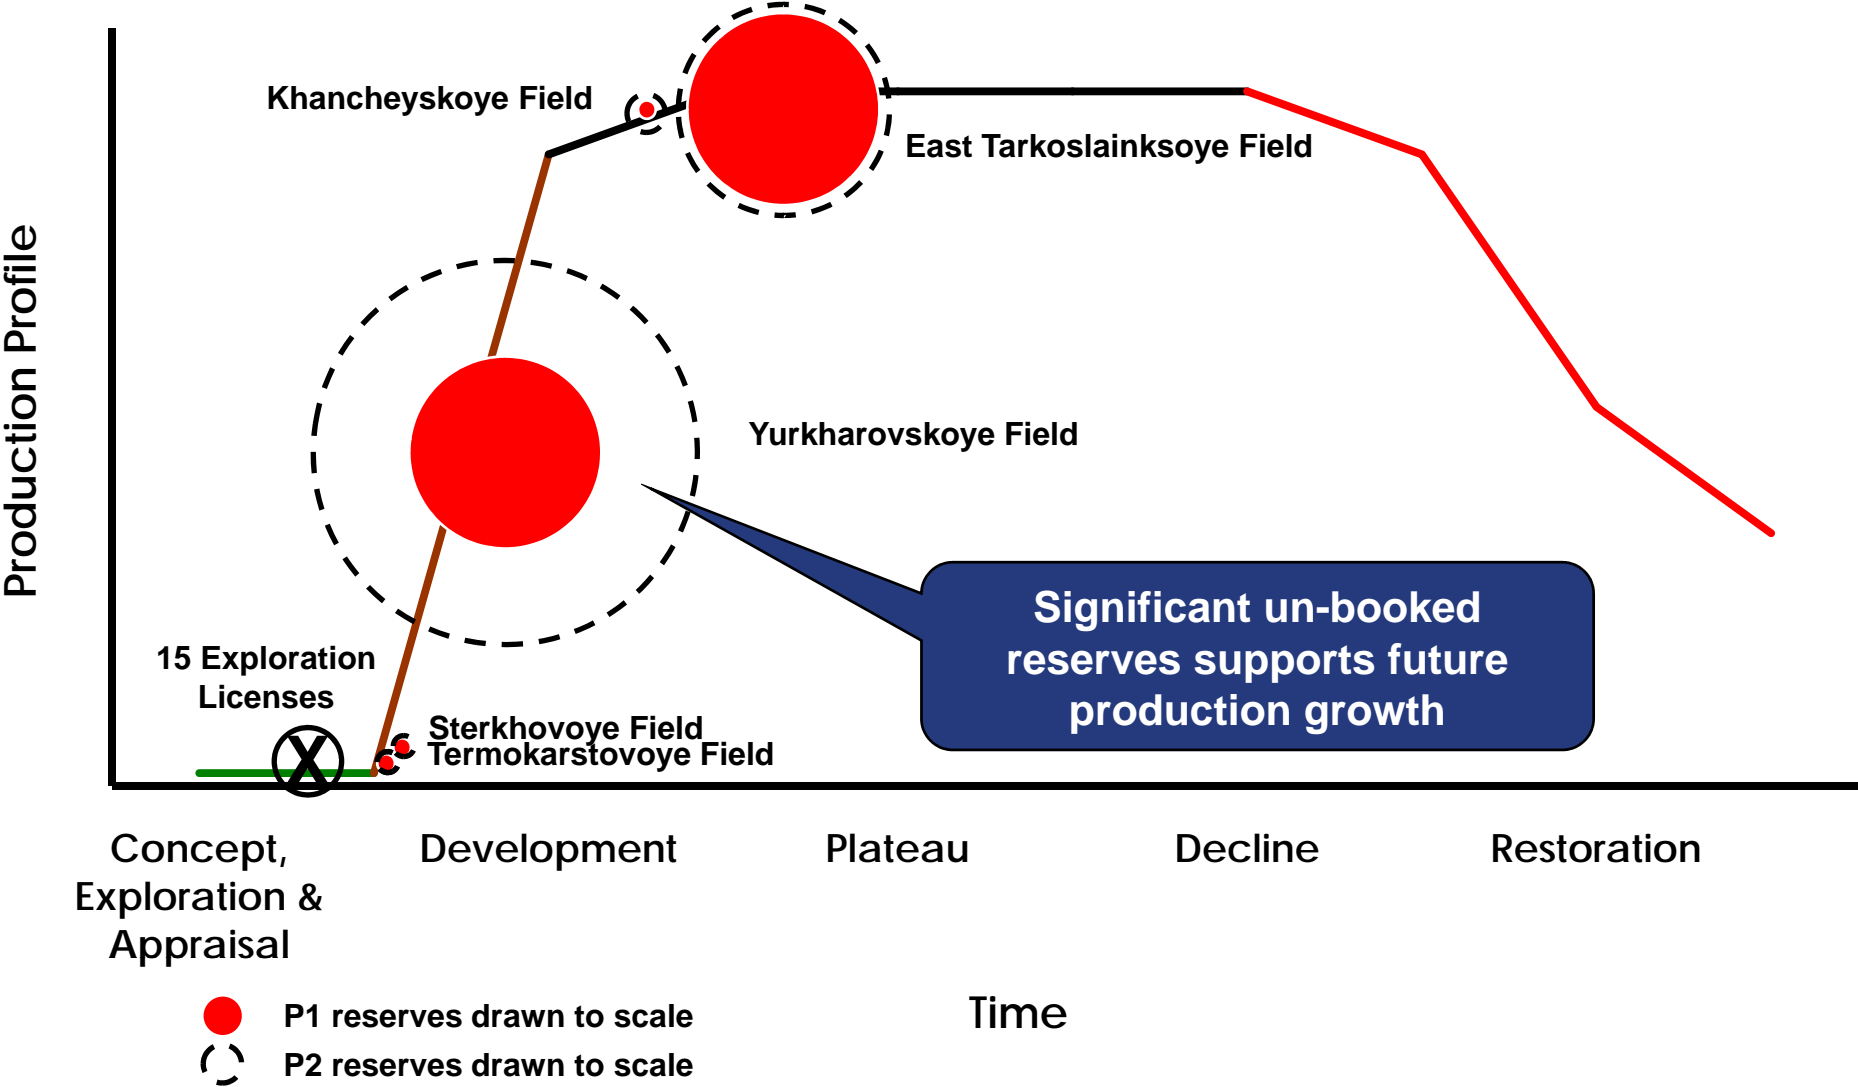 Khancheyskoye Field
East Tarkoslainksoye Field
Production Profile
Yurkharovskoye Field
Significant un-booked
reserves supports future
production growth
15 Exploration
Licenses
X
Sterkhovoye Field
Termokarstovoye Field
Concept,
Exploration &
Appraisal
Development
Plateau
Decline
Restoration
Time
P1 reserves drawn to scale
P2 reserves drawn to scale